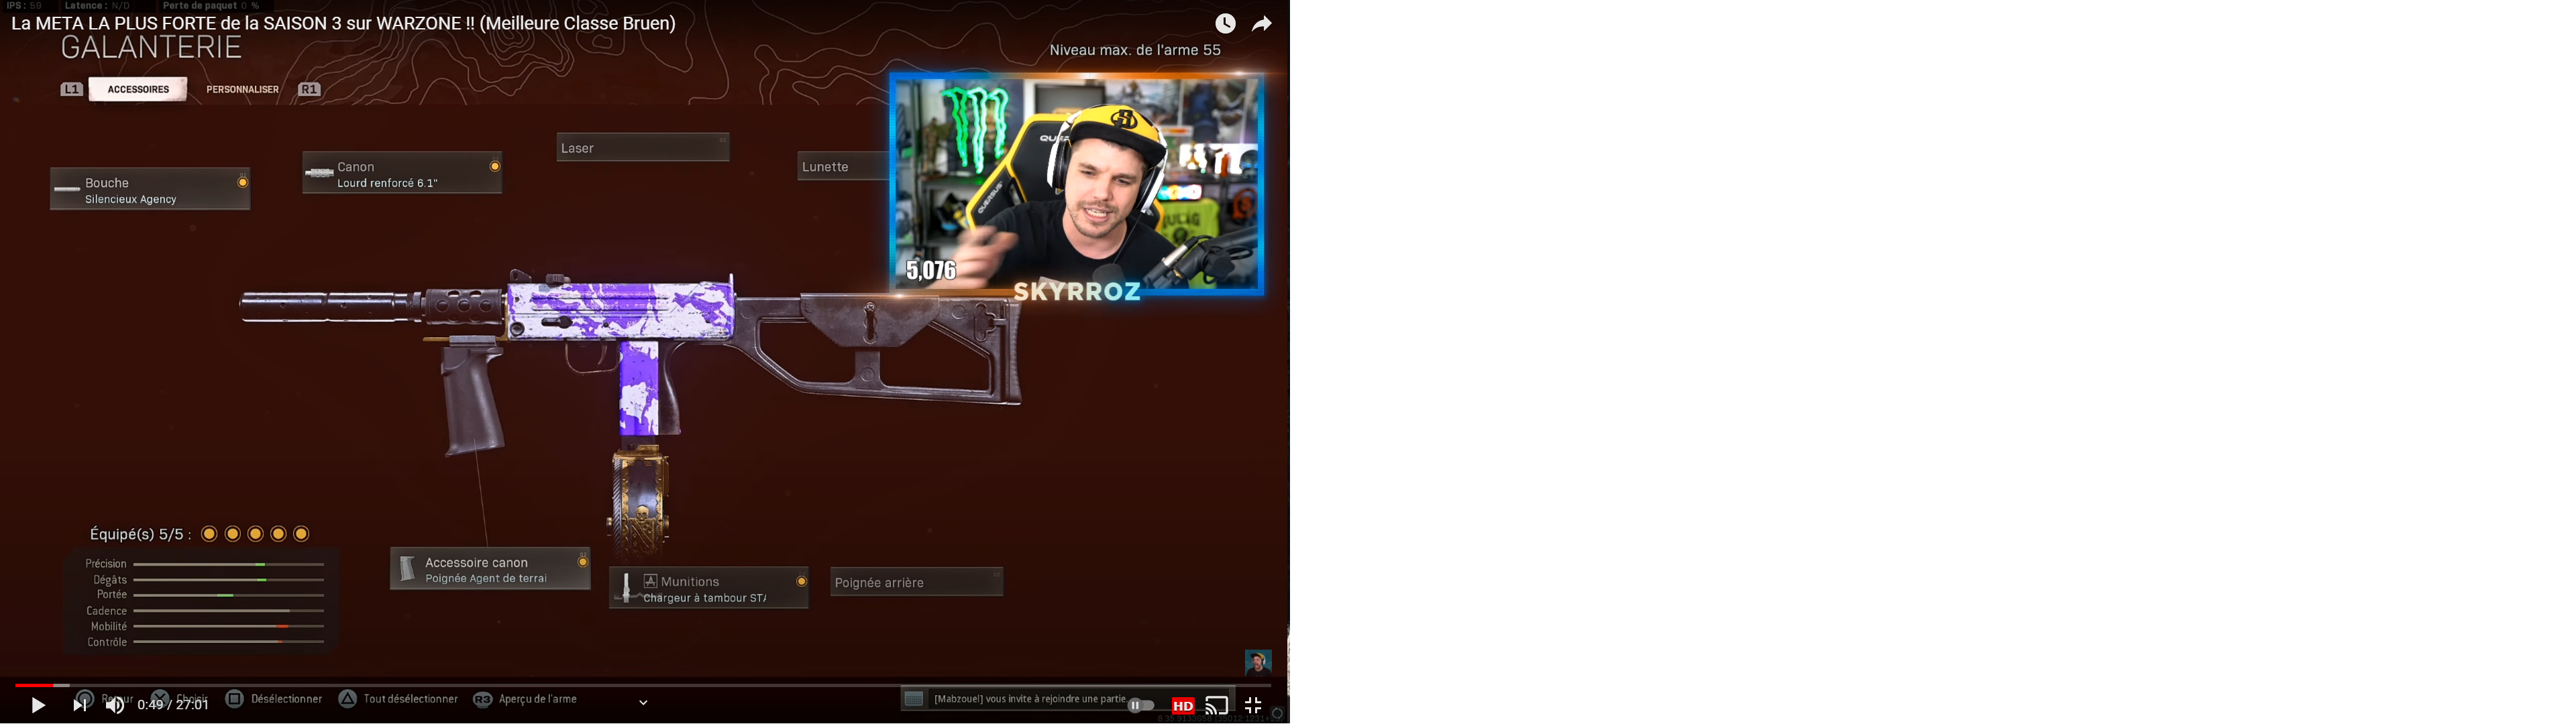 IPS : 59 Latence : N/D Perte de paquet 0 %
La META LA PLUS FORTE de la SAISON 3 sur WARZONE !! (Meilleure Classe Bruen)
GALANTERIE
Niveau max. de l'arme 55
L1 ACCESSOIRES PERSONNALISER R1
Laser
Canon
Lourd renforcé 6.1"
Lunette
Bouche
Silencieux Agency
5,076
SKYRROZ
Équipé(s) 5/5 :
Précision
Dégâts
Portée
Cadence
Mobilité
Contrôle
Accessoire canon
Poignée Agent de terrai
Munitions
Chargeur à tambour STA
Poignée arrière
Retour Choisir Désélectionner Tout désélectionner R3 Aperçu de l'arme
[Mabzouel] vous invite à rejoindre une partie
0:49 / 27:01
HD